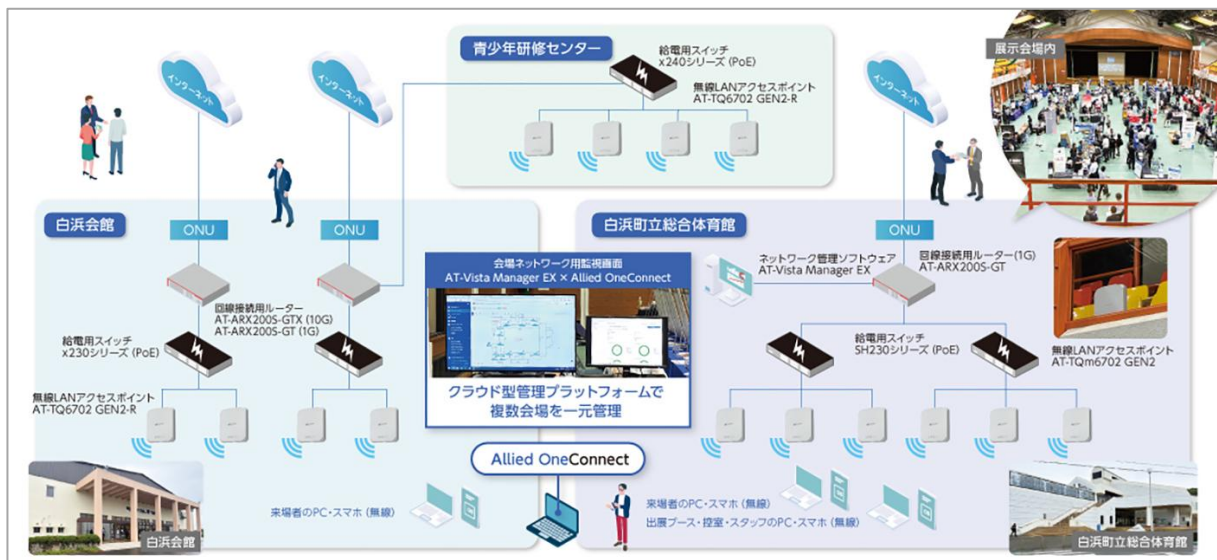 青少年研修センター
給電用スイッチ
x240シリーズ (PoE)
無線LANアクセスポイント
AT-TQ6702 GEN2-R
展示会場内
インターネット
インターネット
インターネット
白浜会館
ONU
ONU
回線接続用ルーター
AT-ARX200S-GTX (10G)
AT-ARX200S-GT (1G)
給電用スイッチ
x230シリーズ (PoE)
無線LANアクセスポイント
AT-TQ6702 GEN2-R
来場者のPC・スマホ (無線)
白浜会館
会場ネットワーク用監視画面
AT-Vista Manager EX × Allied OneConnect
クラウド型管理プラットフォームで
複数会場を一元管理
Allied OneConnect
白浜町立総合体育館
ONU
ネットワーク管理ソフトウェア
AT-Vista Manager EX
回線接続用ルーター(1G)
AT-ARX200S-GT
給電用スイッチ
SH230シリーズ (PoE)
無線LANアクセスポイント
AT-TQm6702 GEN2
来場者のPC・スマホ (無線)
出展ブース・控室・スタッフのPC・スマホ (無線)
白浜町立総合体育館